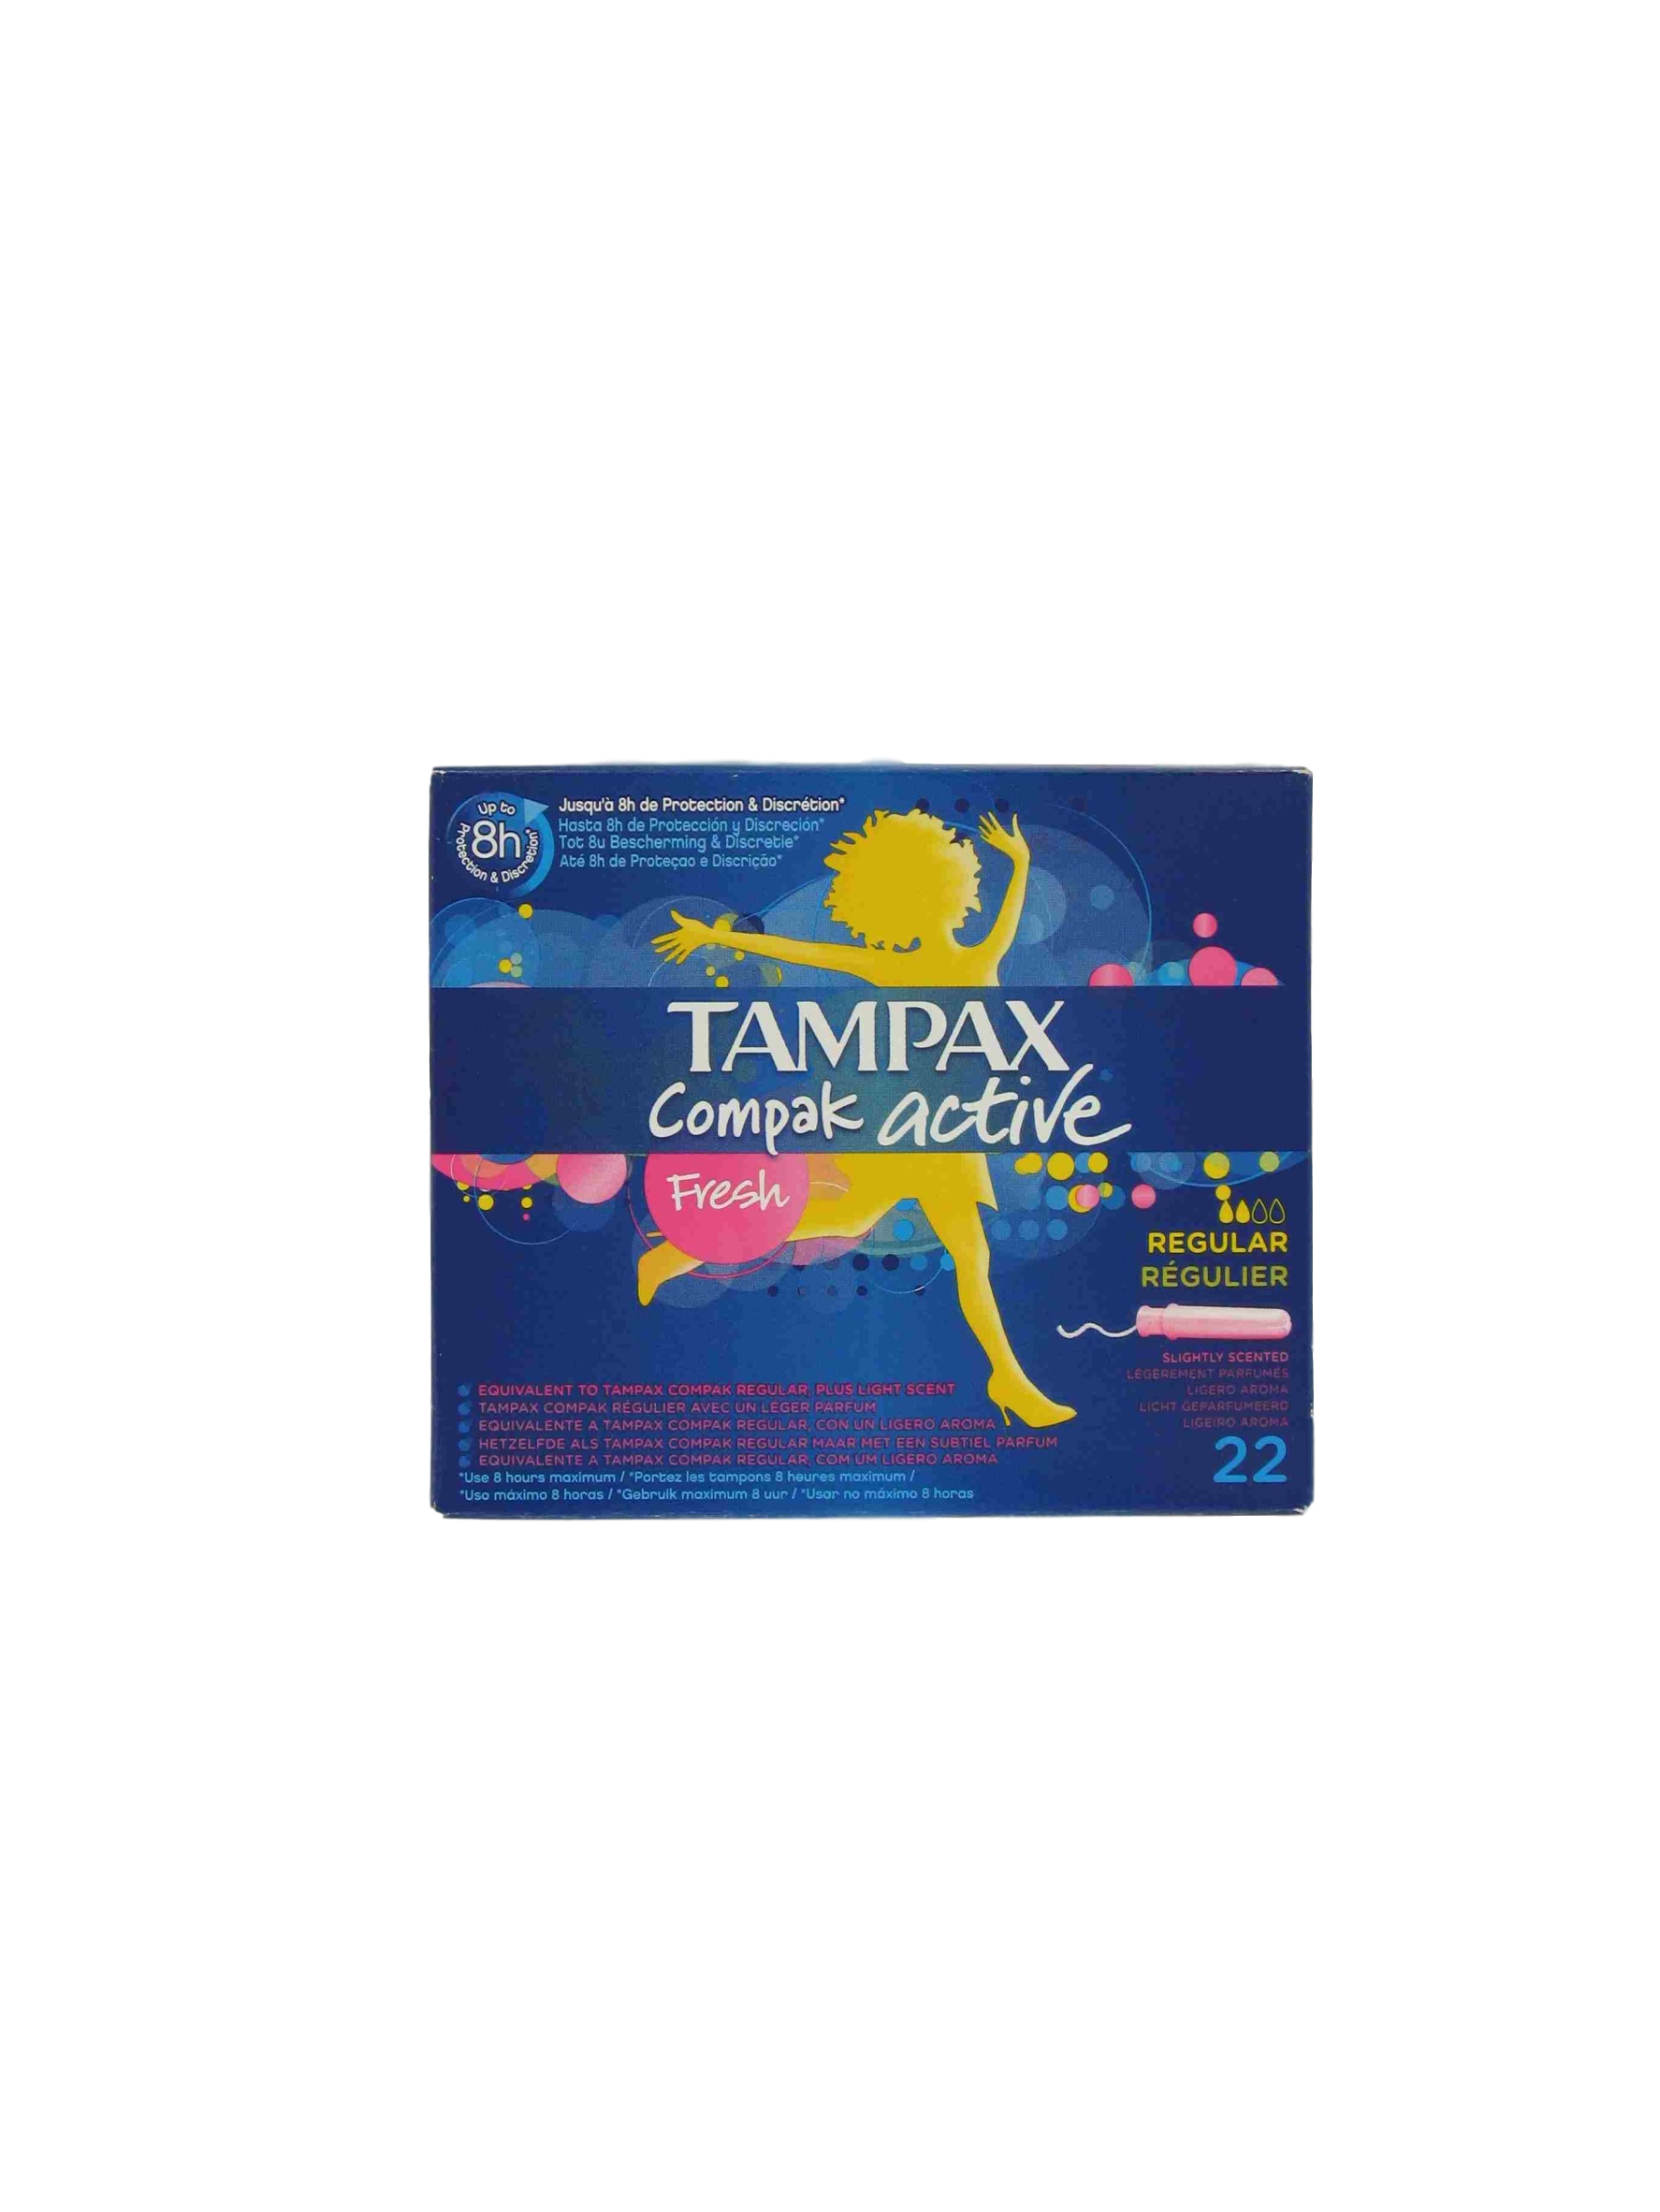 Up to
8h
Protection & Discretion*
Jusqu'à 8h de Protection & Discrétion*
Hasta 8h de Protección y Discreción*
Tot 8u Bescherming & Discretie*
Até 8h de Proteçao e Discrição*
TAMPAX
Compak active
Fresh
REGULAR
RÉGULIER
SLIGHTLY SCENTED
LÉGÈREMENT PARFUMÉS
LIGERO AROMA
LICHT GEPARFUMEERD
LIGEIRO AROMA
22
EQUIVALENT TO TAMPAX COMPAK REGULAR, PLUS LIGHT SCENT
TAMPAX COMPAK RÉGULIER AVEC UN LÉGER PARFUM
EQUIVALENTE A TAMPAX COMPAK REGULAR, CON UN LIGERO AROMA
HETZELFDE ALS TAMPAX COMPAK REGULAR MAAR MET EEN SUBTIEL PARFUM
EQUIVALENTE A TAMPAX COMPAK REGULAR, COM UM LIGERO AROMA
*Use 8 hours maximum / *Portez les tampons 8 heures maximum /
*Uso máximo 8 horas / *Gebruik maximum 8 uur / *Usar no máximo 8 horas